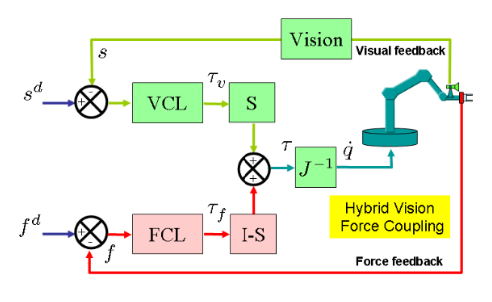 Vision
Visual feedback
s
s^d
-
+
VCL
τ_v
S
+
+
τ
J^{-1}
q̇
Hybrid Vision
Force Coupling
f^d
+
-
f
FCL
τ_f
I-S
Force feedback